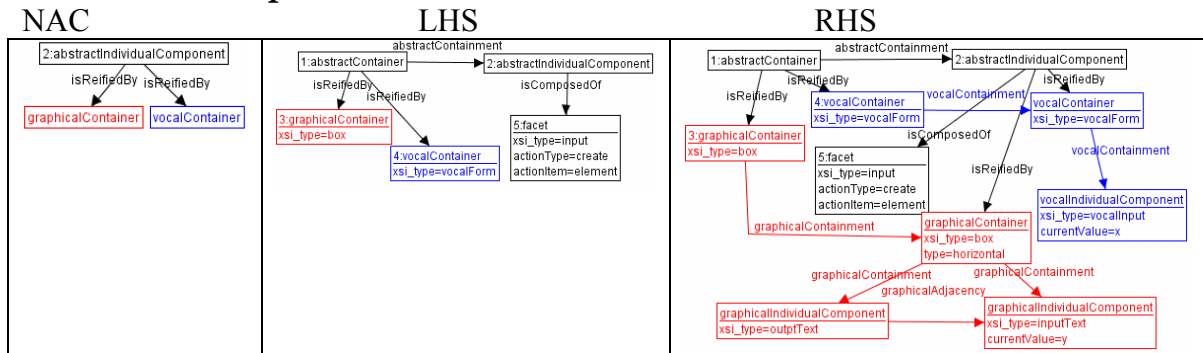 NAC
LHS
RHS
2:abstractIndividualComponent
isReifiedBy
isReifiedBy
graphicalContainer
vocalContainer
abstractContainment
1:abstractContainer
2:abstractIndividualComponent
isReifiedBy
isReifiedBy
isComposedOf
3:graphicalContainer
xsi_type=box
4:vocalContainer
xsi_type=vocalForm
5:facet
xsi_type=input
actionType=create
actionItem=element
abstractContainment
1:abstractContainer
2:abstractIndividualComponent
isReifiedBy
isReifiedBy
isReifiedBy
4:vocalContainer
xsi_type=vocalForm
vocalContainment
vocalContainer
xsi_type=vocalForm
3:graphicalContainer
xsi_type=box
isComposedOf
vocalContainment
5:facet
xsi_type=input
actionType=create
actionItem=element
isReifiedBy
vocalIndividualComponent
xsi_type=vocalInput
currentValue=x
graphicalContainment
graphicalContainer
xsi_type=box
type=horizontal
graphicalContainment
graphicalContainment
graphicalAdjacency
graphicalIndividualComponent
xsi_type=outptText
graphicalIndividualComponent
xsi_type=inputText
currentValue=y